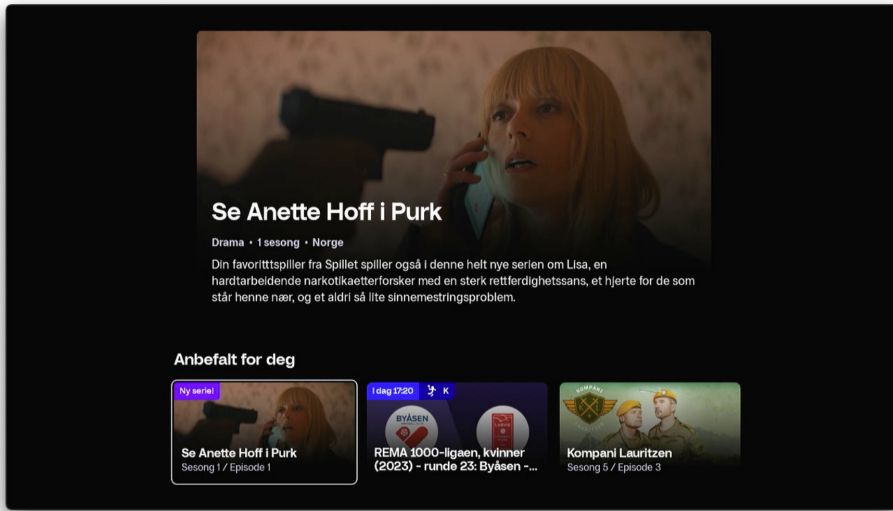 Se Anette Hoff i Purk
Drama • 1 sesong • Norge
Din favoritttspiller fra Spillet spiller også i denne helt nye serien om Lisa, en
hardtarbeidende narkotikaetterforsker med en sterk rettferdighetssans, et hjerte for de som
står henne nær, og et aldri så lite sinnemestringsproblem.
Anbefalt for deg
Ny serie!
Se Anette Hoff i Purk
Sesong 1 / Episode 1
I dag 17:20 K
BYÅSEN
REMA 1000-ligaen, kvinner
(2023) - runde 23: Byåsen -...
KOMPANI
Kompani Lauritzen
Sesong 5 / Episode 3